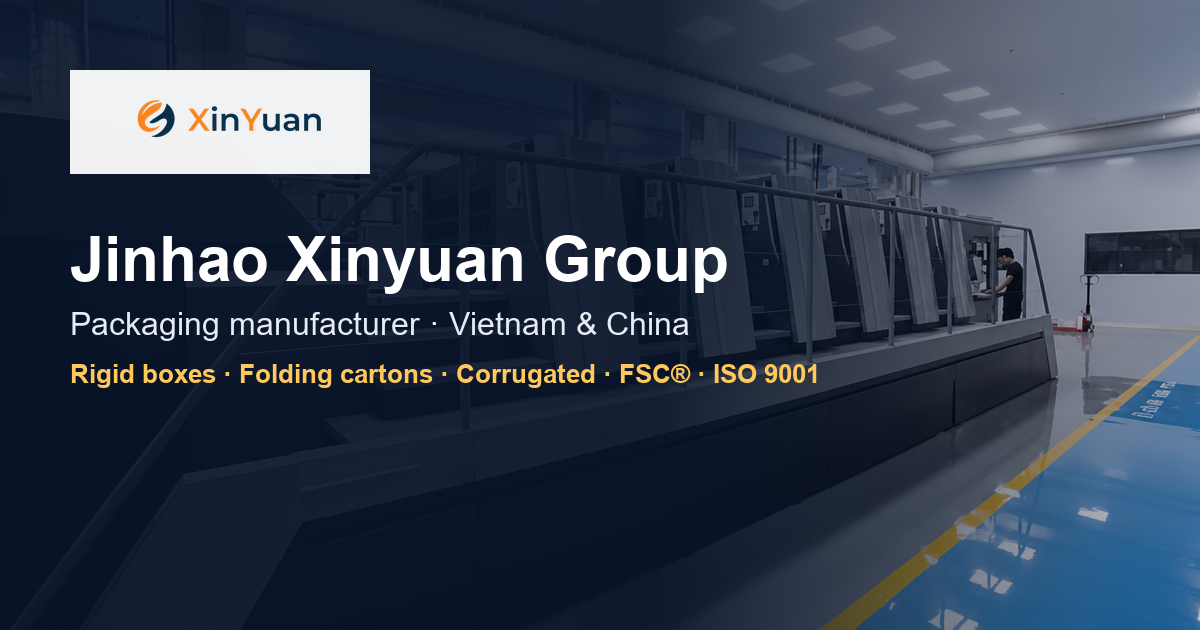 XinYuan
Jinhao Xinyuan Group
Packaging manufacturer · Vietnam & China
Rigid boxes · Folding cartons · Corrugated · FSC® · ISO 9001